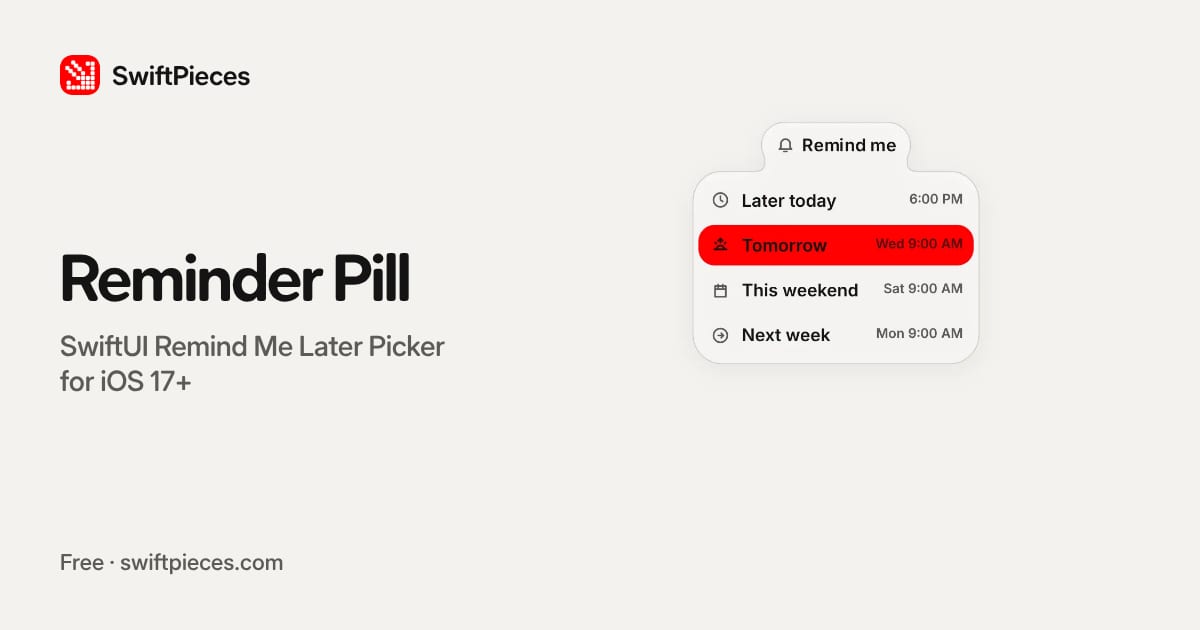 SwiftPieces
Reminder Pill
SwiftUI Remind Me Later Picker
for iOS 17+
Free · swiftpieces.com
Remind me
Later today 6:00 PM
Tomorrow Wed 9:00 AM
This weekend Sat 9:00 AM
Next week Mon 9:00 AM